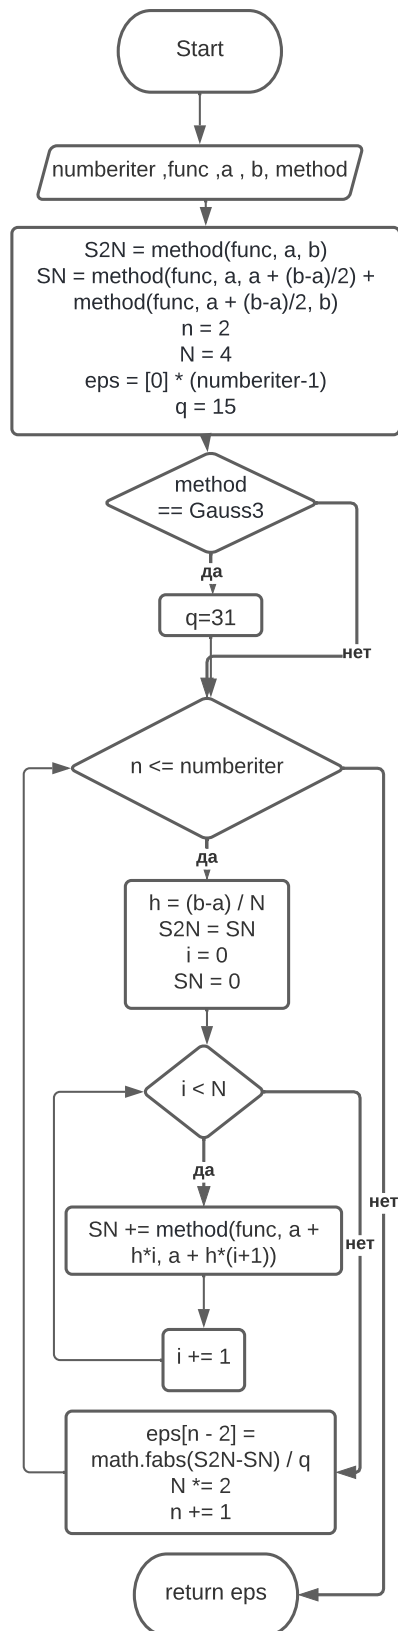 Start
numberiter ,func ,a , b, method
S2N = method(func, a, b)
SN = method(func, a, a + (b-a)/2) +
method(func, a + (b-a)/2, b)
n = 2
N = 4
eps = [0] * (numberiter-1)
q = 15
method
== Gauss3
да
q=31
нет
n <= numberiter
да
h = (b-a) / N
S2N = SN
i = 0
SN = 0
i < N
да
нет
SN += method(func, a +
h*i, a + h*(i+1))
нет
i += 1
eps[n - 2] =
math.fabs(S2N-SN) / q
N *= 2
n += 1
return eps